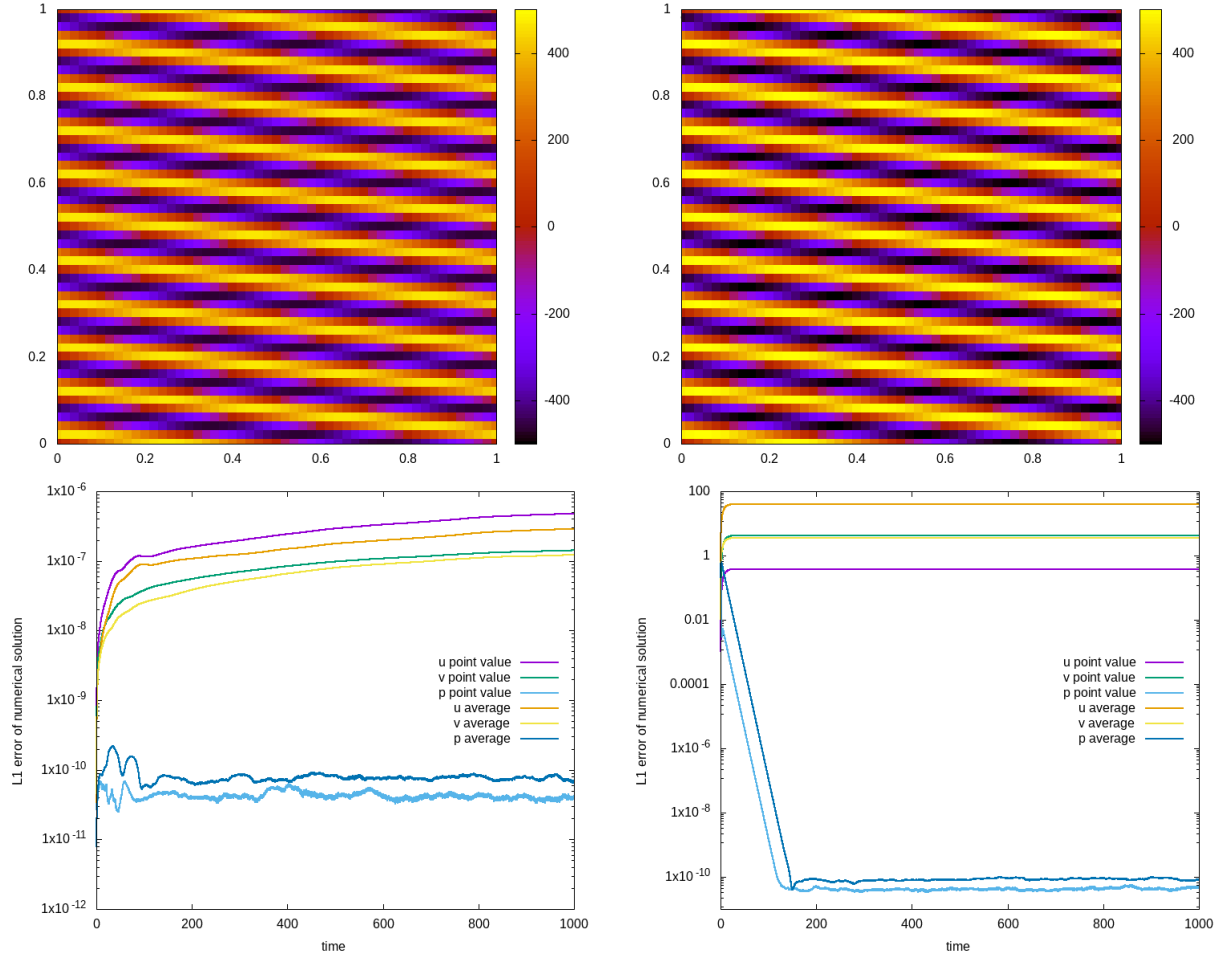 1
0.8
0.6
0.4
0.2
0
0
0.2
0.4
0.6
0.8
1
400
200
0
-200
-400
1
0.8
0.6
0.4
0.2
0
0
0.2
0.4
0.6
0.8
1
400
200
0
-200
-400
L1 error of numerical solution
1x10^-6
1x10^-7
1x10^-8
1x10^-9
1x10^-10
1x10^-11
1x10^-12
u point value
v point value
p point value
u average
v average
p average
0
200
400
600
800
1000
time
L1 error of numerical solution
100
1
0.01
0.0001
1x10^-6
1x10^-8
1x10^-10
u point value
v point value
p point value
u average
v average
p average
0
200
400
600
800
1000
time